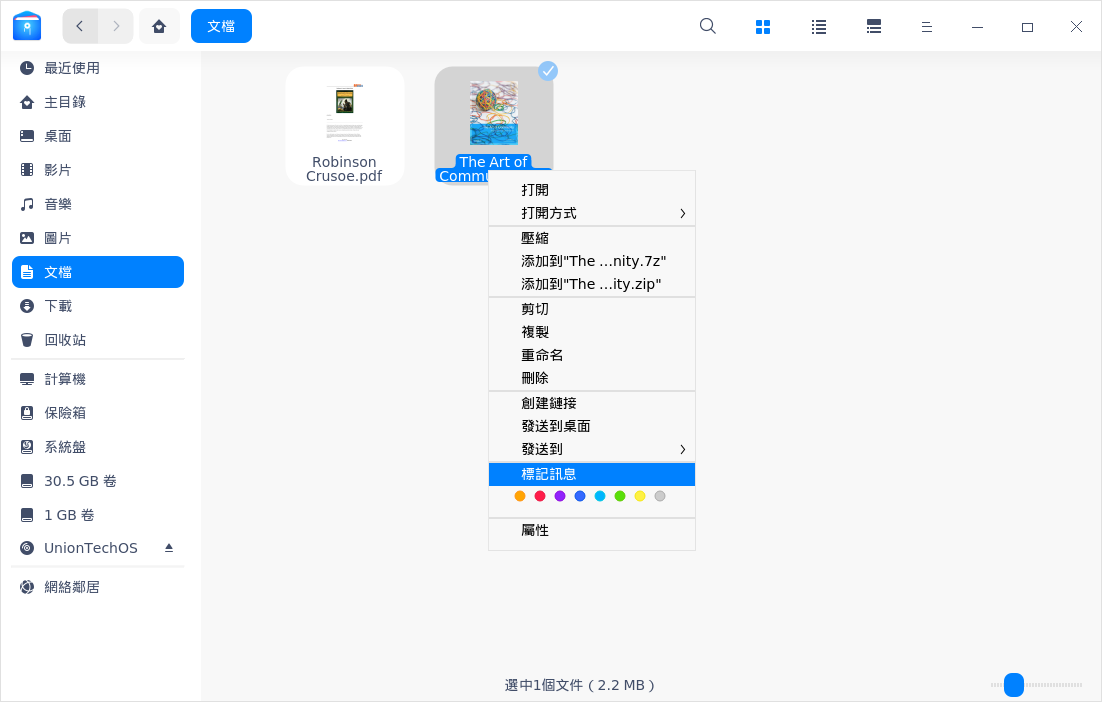 文檔
最近使用
主目錄
桌面
影片
音樂
圖片
文檔
下載
回收站
計算機
保險箱
系統盤
30.5 GB 卷
1 GB 卷
UnionTechOS
網絡鄰居
Robinson
Crusoe.pdf
The Art of
Commu
打開
打開方式
壓縮
添加到"The ...nity.7z"
添加到"The ...ity.zip"
剪切
複製
重命名
刪除
創建鏈接
發送到桌面
發送到
標記訊息
屬性
選中1個文件 ( 2.2 MB )